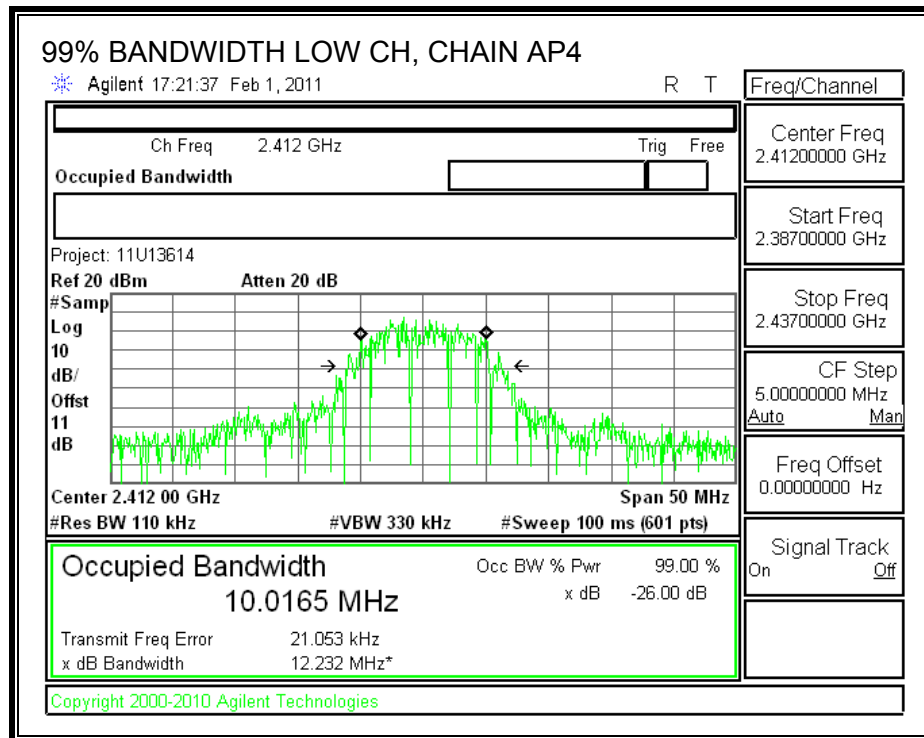 99% BANDWIDTH LOW CH, CHAIN AP4
Agilent 17:21:37 Feb 1, 2011 R T
Ch Freq 2.412 GHz Trig Free
Occupied Bandwidth
Project: 11U13614
Ref 20 dBm Atten 20 dB
#Samp
Log
10
dB/
Offst
11
dB
Center 2.412 00 GHz Span 50 MHz
#Res BW 110 kHz #VBW 330 kHz #Sweep 100 ms (601 pts)
Occupied Bandwidth Occ BW % Pwr 99.00 %
10.0165 MHz x dB -26.00 dB
Transmit Freq Error 21.053 kHz
x dB Bandwidth 12.232 MHz*
Copyright 2000-2010 Agilent Technologies
Freq/Channel
Center Freq
2.41200000 GHz
Start Freq
2.38700000 GHz
Stop Freq
2.43700000 GHz
CF Step
5.00000000 MHz
Auto Man
Freq Offset
0.00000000 Hz
Signal Track
On Off